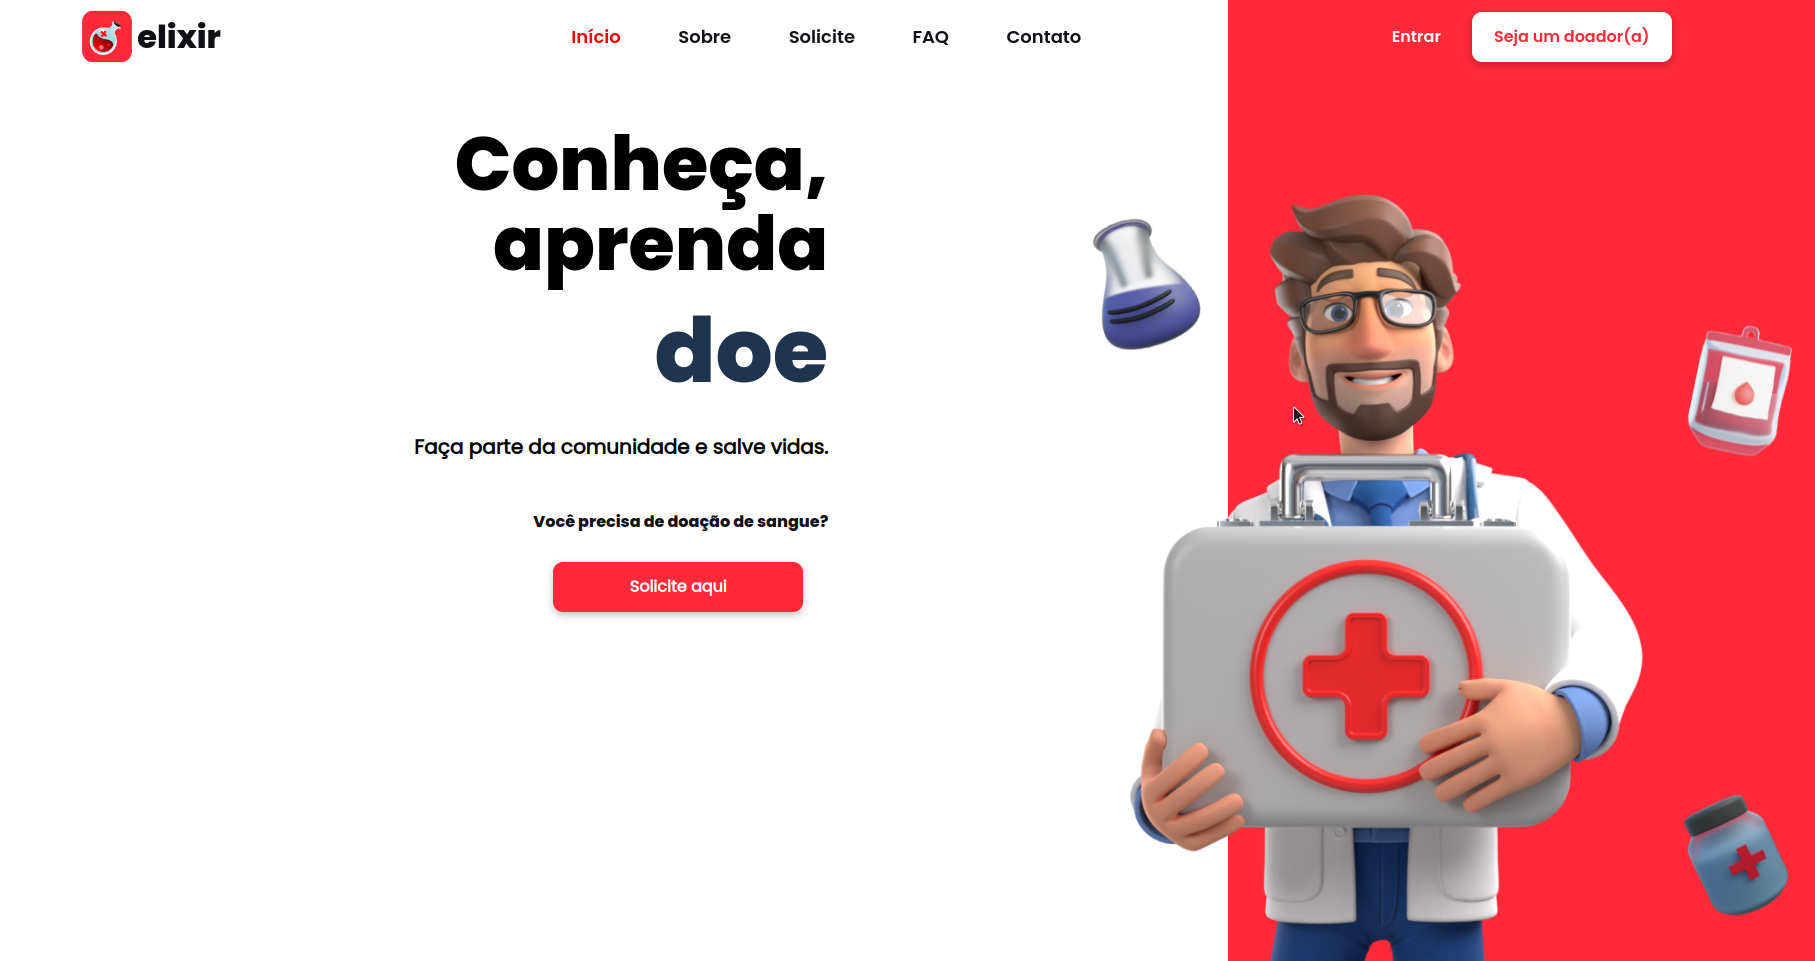 elixir
Início
Sobre
Solicite
FAQ
Contato
Entrar
Seja um doador(a)
Conheça,
aprenda
doe
Faça parte da comunidade e salve vidas.
Você precisa de doação de sangue?
Solicite aqui